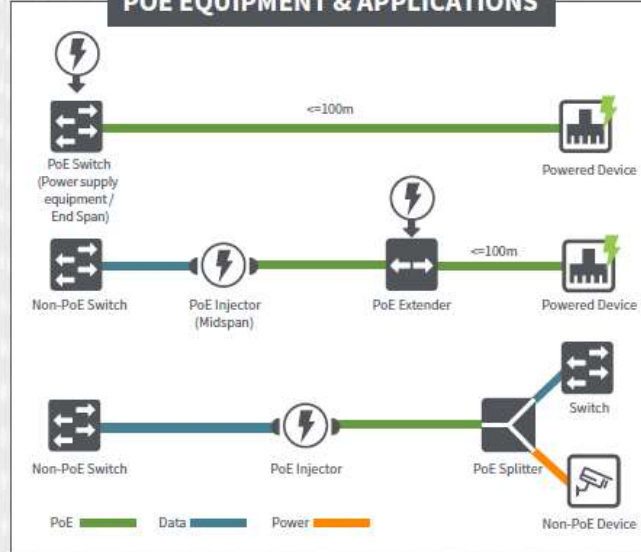 POE EQUIPMENT & APPLICATIONS
<=100m
PoE Switch
(Power supply
equipment /
End Span)
Powered Device
<=100m
Non-PoE Switch
PoE Injector
(Midspan)
PoE Extender
Powered Device
Switch
Non-PoE Switch
PoE Injector
PoE Splitter
Non-PoE Device
PoE
Data
Power